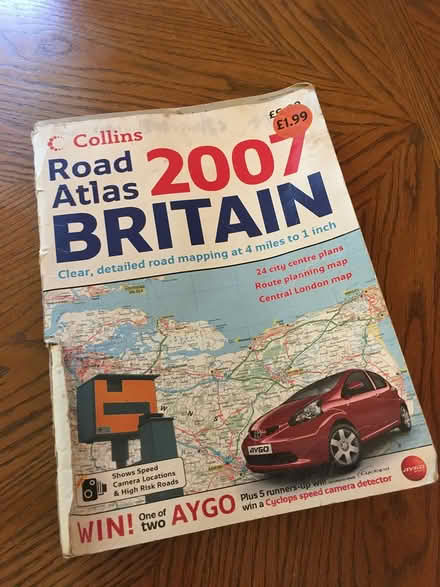 Collins
£1.99
Road 2007
Atlas
BRITAIN
Clear, detailed road mapping at 4 miles to 1 inch
24 city centre plans
Route planning map
Central London map
AYGO
Shows Speed
Camera Locations
& High Risk Roads
WIN! One of two AYGO Plus 5 runners-up will
win a Cyclops speed camera detector
AYGO